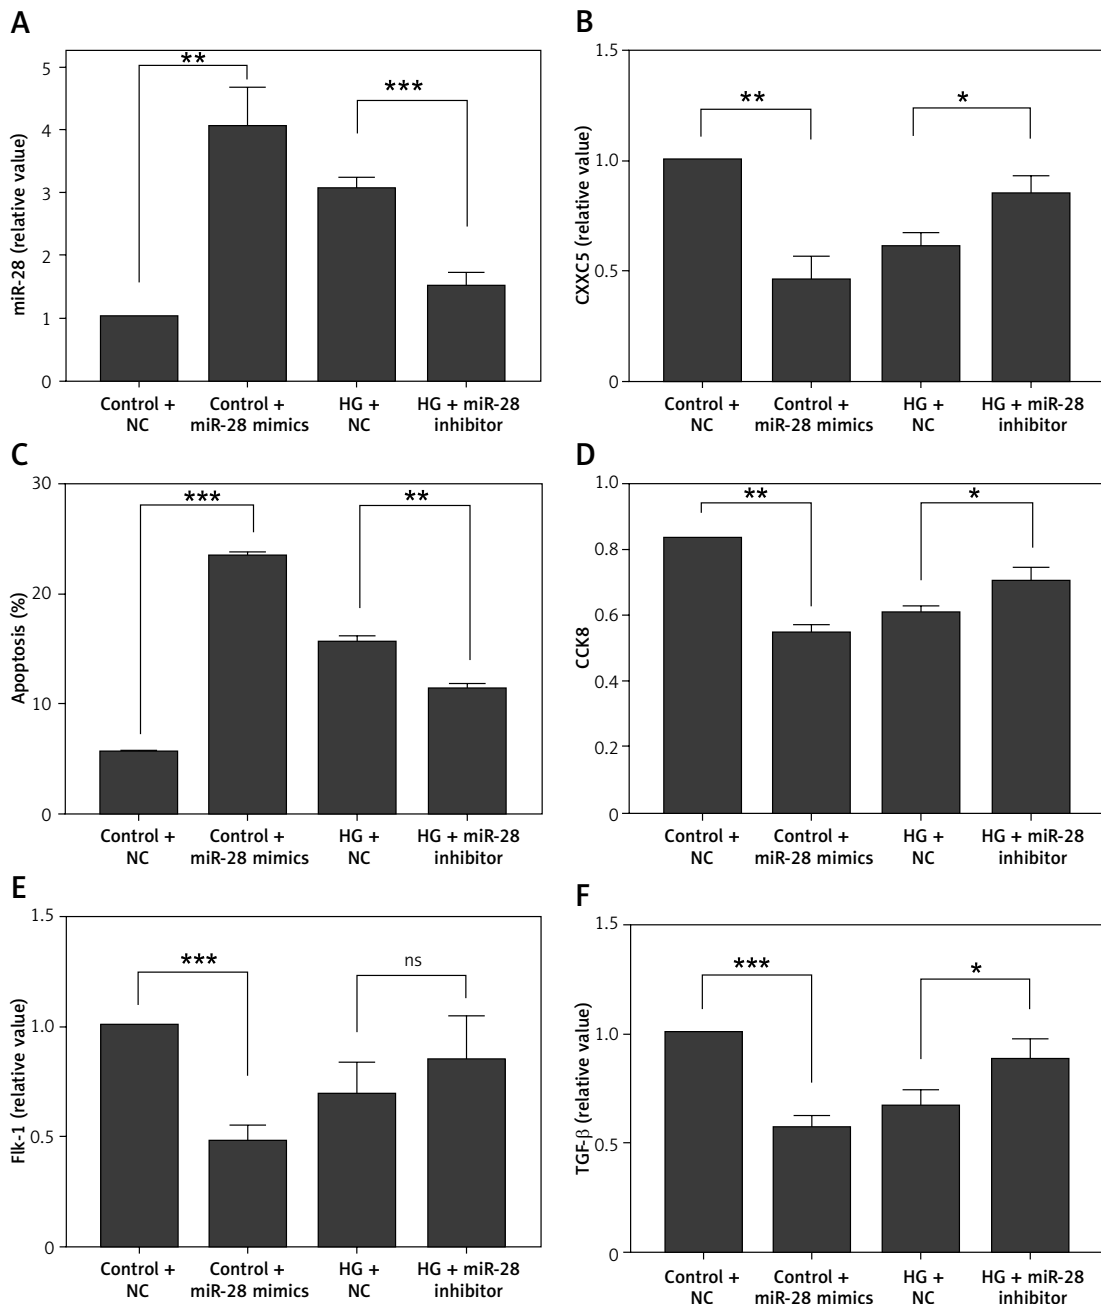 A
miR-28 (relative value)
5
4
3
2
1
0
**
***
Control +
NC
Control +
miR-28 mimics
HG +
NC
HG + miR-28
inhibitor
B
CXXC5 (relative value)
1.5
1.0
0.5
0
**
*
Control +
NC
Control +
miR-28 mimics
HG +
NC
HG + miR-28
inhibitor
C
Apoptosis (%)
30
20
10
0
***
**
Control +
NC
Control +
miR-28 mimics
HG +
NC
HG + miR-28
inhibitor
D
CCK8
1.0
0.8
0.6
0.4
0.2
0
**
*
Control +
NC
Control +
miR-28 mimics
HG +
NC
HG + miR-28
inhibitor
E
Flk-1 (relative value)
1.5
1.0
0.5
0
***
ns
Control +
NC
Control +
miR-28 mimics
HG +
NC
HG + miR-28
inhibitor
F
TGF-β (relative value)
1.5
1.0
0.5
0
***
*
Control +
NC
Control +
miR-28 mimics
HG +
NC
HG + miR-28
inhibitor